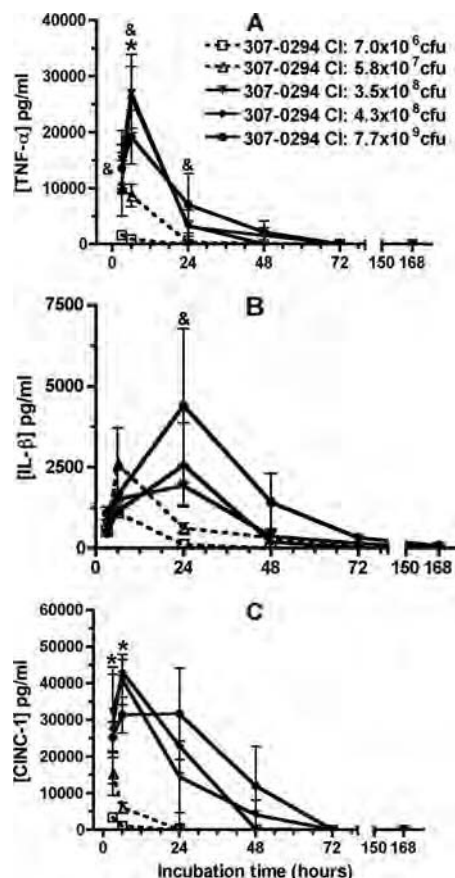 A
&
*
&
&
307-0294 CI: 7.0x10⁶cfu
307-0294 CI: 5.8x10⁷cfu
307-0294 CI: 3.5x10⁸cfu
307-0294 CI: 4.3x10⁸cfu
307-0294 CI: 7.7x10⁹cfu
[TNF-α] pg/ml
40000
30000
20000
10000
0
0 24 48 72 150 168
B
&
[IL-β] pg/ml
7500
5000
2500
0
0 24 48 72 150 168
C
* *
[CINC-1] pg/ml
60000
50000
40000
30000
20000
10000
0
0 24 48 72 150 168
Incubation time (hours)